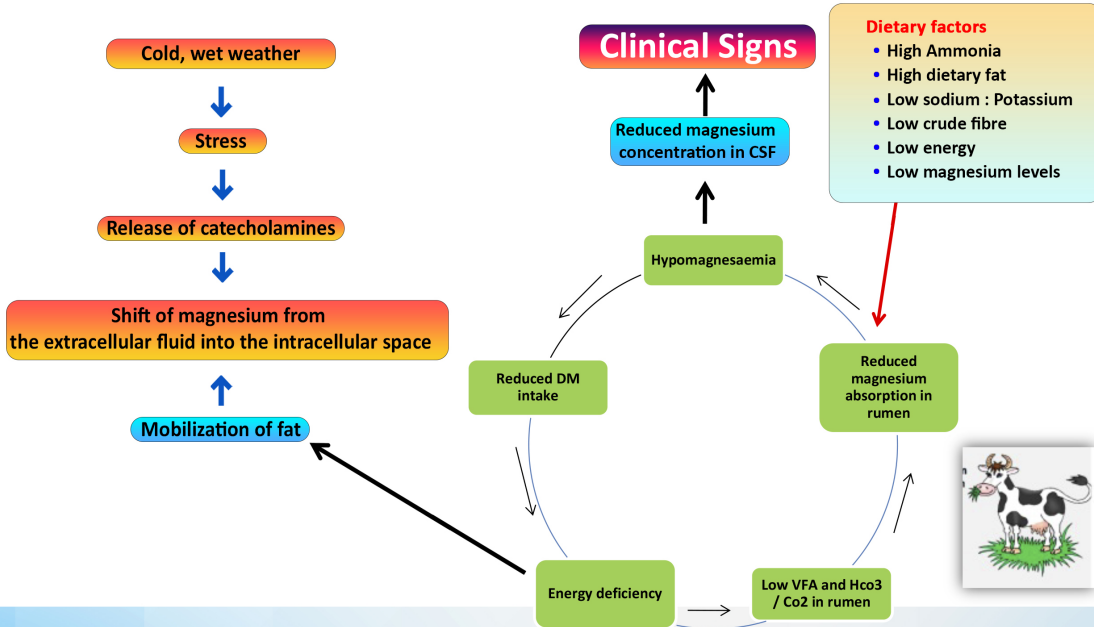 Cold, wet weather
Stress
Release of catecholamines
Shift of magnesium from
the extracellular fluid into the intracellular space
Mobilization of fat
Clinical Signs
Reduced magnesium
concentration in CSF
Hypomagnesaemia
Reduced DM
intake
Energy deficiency
Low VFA and Hco3
/ Co2 in rumen
Reduced
magnesium
absorption in
rumen
Dietary factors
• High Ammonia
• High dietary fat
• Low sodium : Potassium
• Low crude fibre
• Low energy
• Low magnesium levels